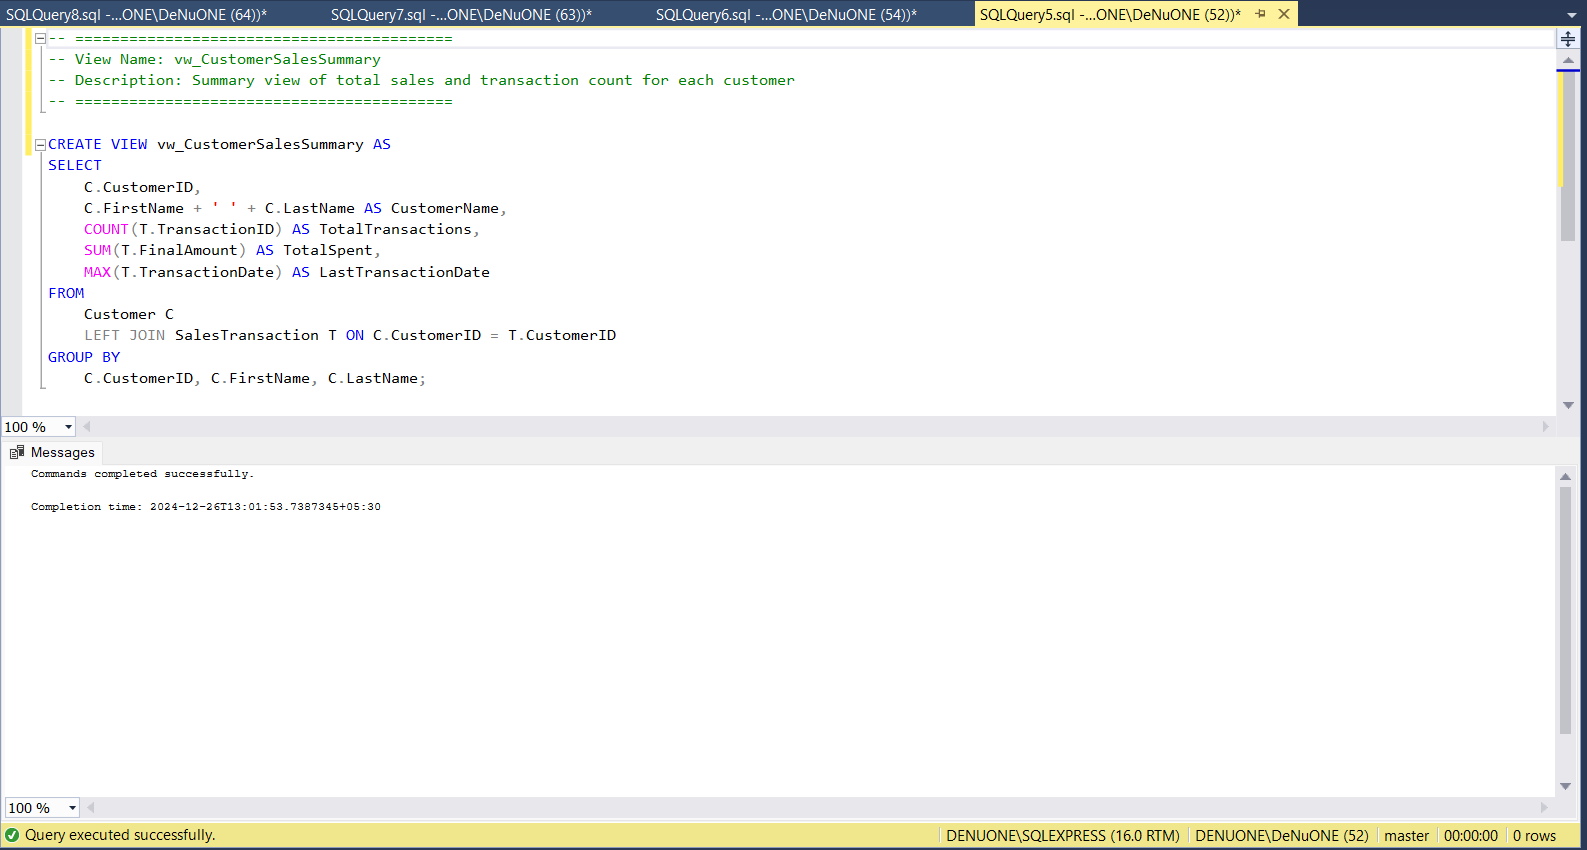 SQLQuery8.sql -...ONE\DeNuONE (64))* SQLQuery7.sql -...ONE\DeNuONE (63))* SQLQuery6.sql -...ONE\DeNuONE (54))* SQLQuery5.sql -...ONE\DeNuONE (52))*
-- ==========================================
-- View Name: vw_CustomerSalesSummary
-- Description: Summary view of total sales and transaction count for each customer
-- ==========================================
CREATE VIEW vw_CustomerSalesSummary AS
SELECT
    C.CustomerID,
    C.FirstName + ' ' + C.LastName AS CustomerName,
    COUNT(T.TransactionID) AS TotalTransactions,
    SUM(T.FinalAmount) AS TotalSpent,
    MAX(T.TransactionDate) AS LastTransactionDate
FROM
    Customer C
    LEFT JOIN SalesTransaction T ON C.CustomerID = T.CustomerID
GROUP BY
    C.CustomerID, C.FirstName, C.LastName;
100 %
Messages
Commands completed successfully.
Completion time: 2024-12-26T13:01:53.7387345+05:30
100 %
Query executed successfully. DENUONE\SQLEXPRESS (16.0 RTM) DENUONE\DeNuONE (52) master 00:00:00 0 rows